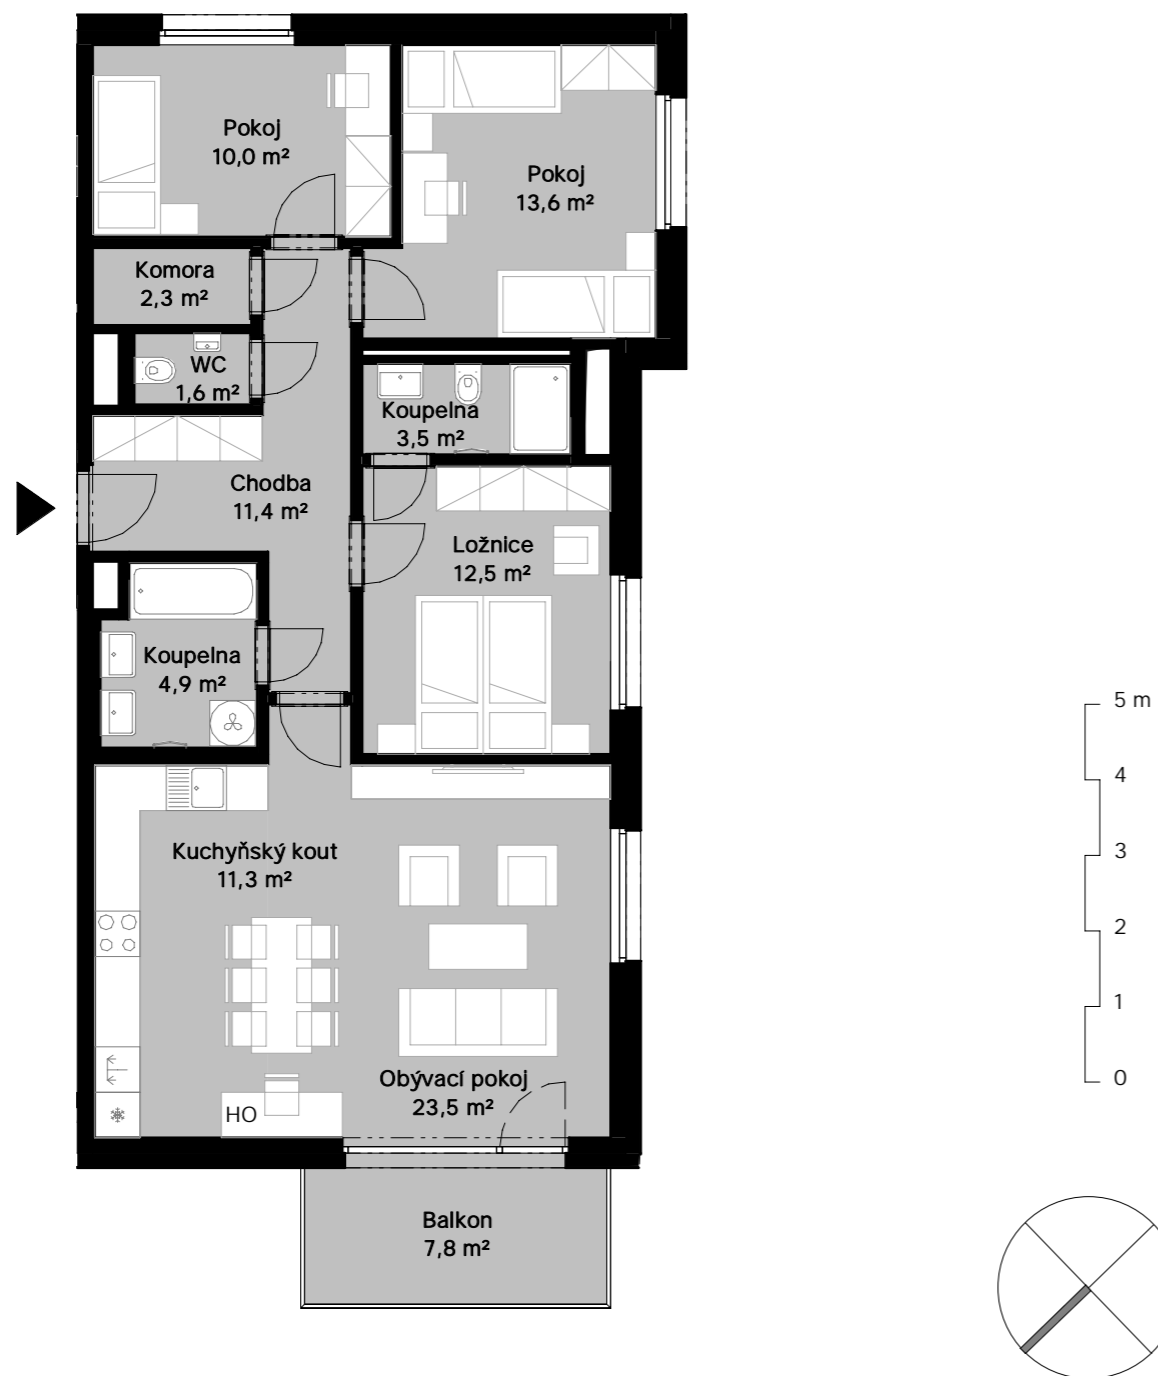 Pokoj
10,0 m²
Pokoj
13,6 m²
Komora
2,3 m²
WC
1,6 m²
Koupelna
3,5 m²
Chodba
11,4 m²
Ložnice
12,5 m²
Koupelna
4,9 m²
Kuchyňský kout
11,3 m²
Obývací pokoj
23,5 m²
HO
Balkon
7,8 m²
5 m
4
3
2
1
0